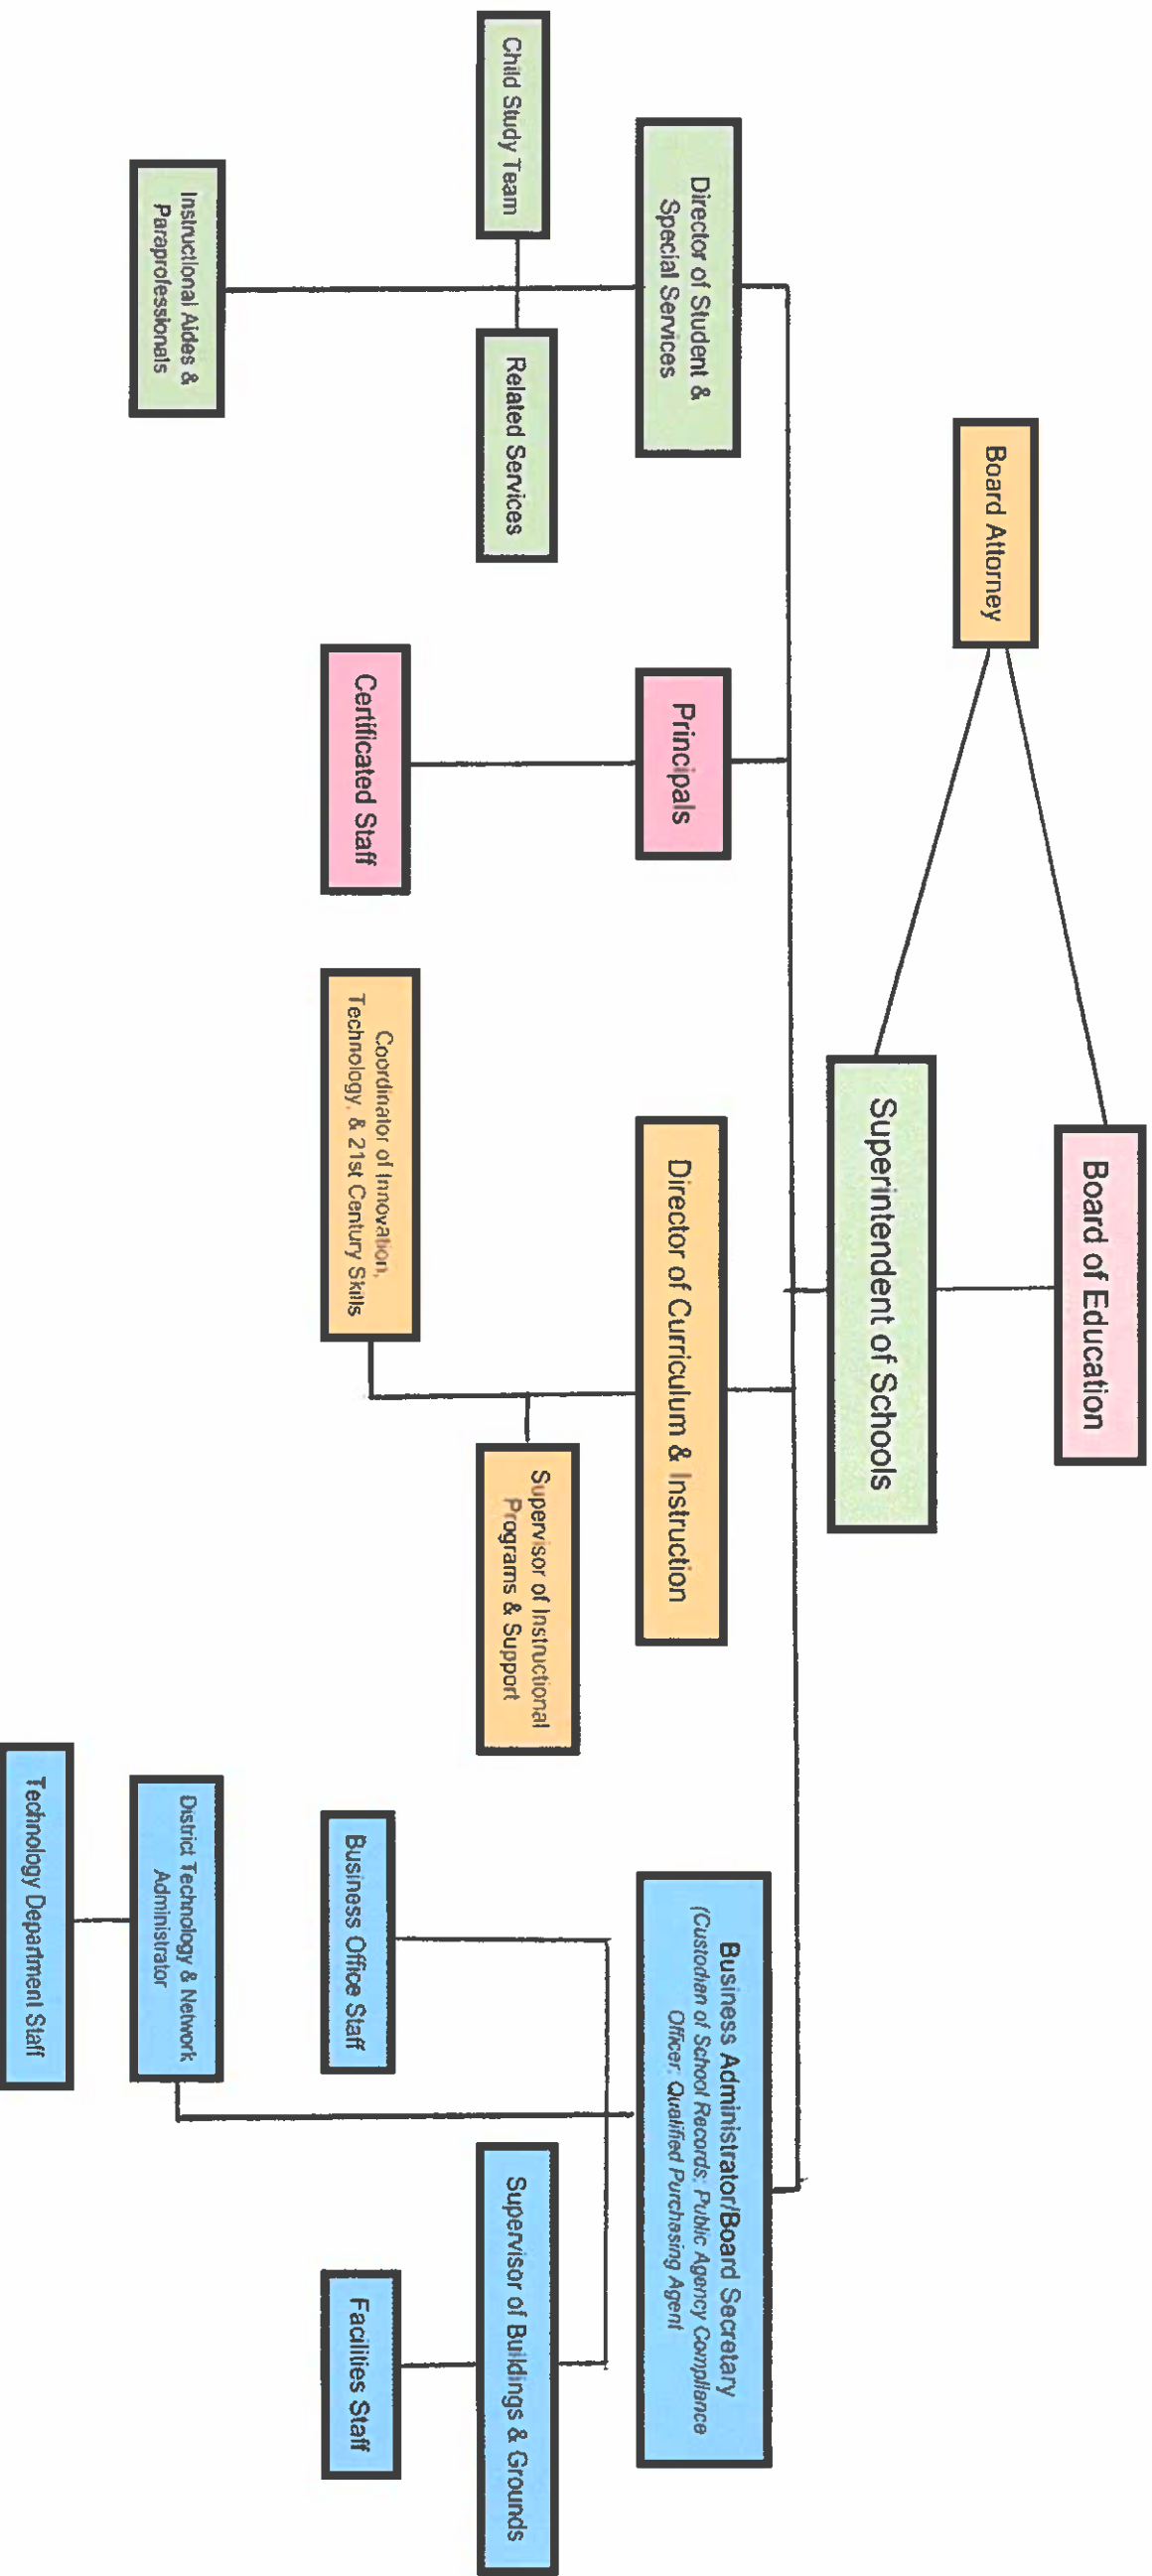 Board of Education
Board Attorney
Superintendent of Schools
Director of Student &
Special Services
Principals
Director of Curriculum & Instruction
Business Administrator/Board Secretary
(Custodian of School Records; Public Agency Compliance
Officer; Qualified Purchasing Agent
Child Study Team
Related Services
Supervisor of Instructional
Programs & Support
Supervisor of Buildings & Grounds
Certificated Staff
Coordinator of Innovation,
Technology, & 21st Century Skills
Business Office Staff
Facilities Staff
Instructional Aides &
Paraprofessionals
District Technology & Network
Administrator
Technology Department Staff